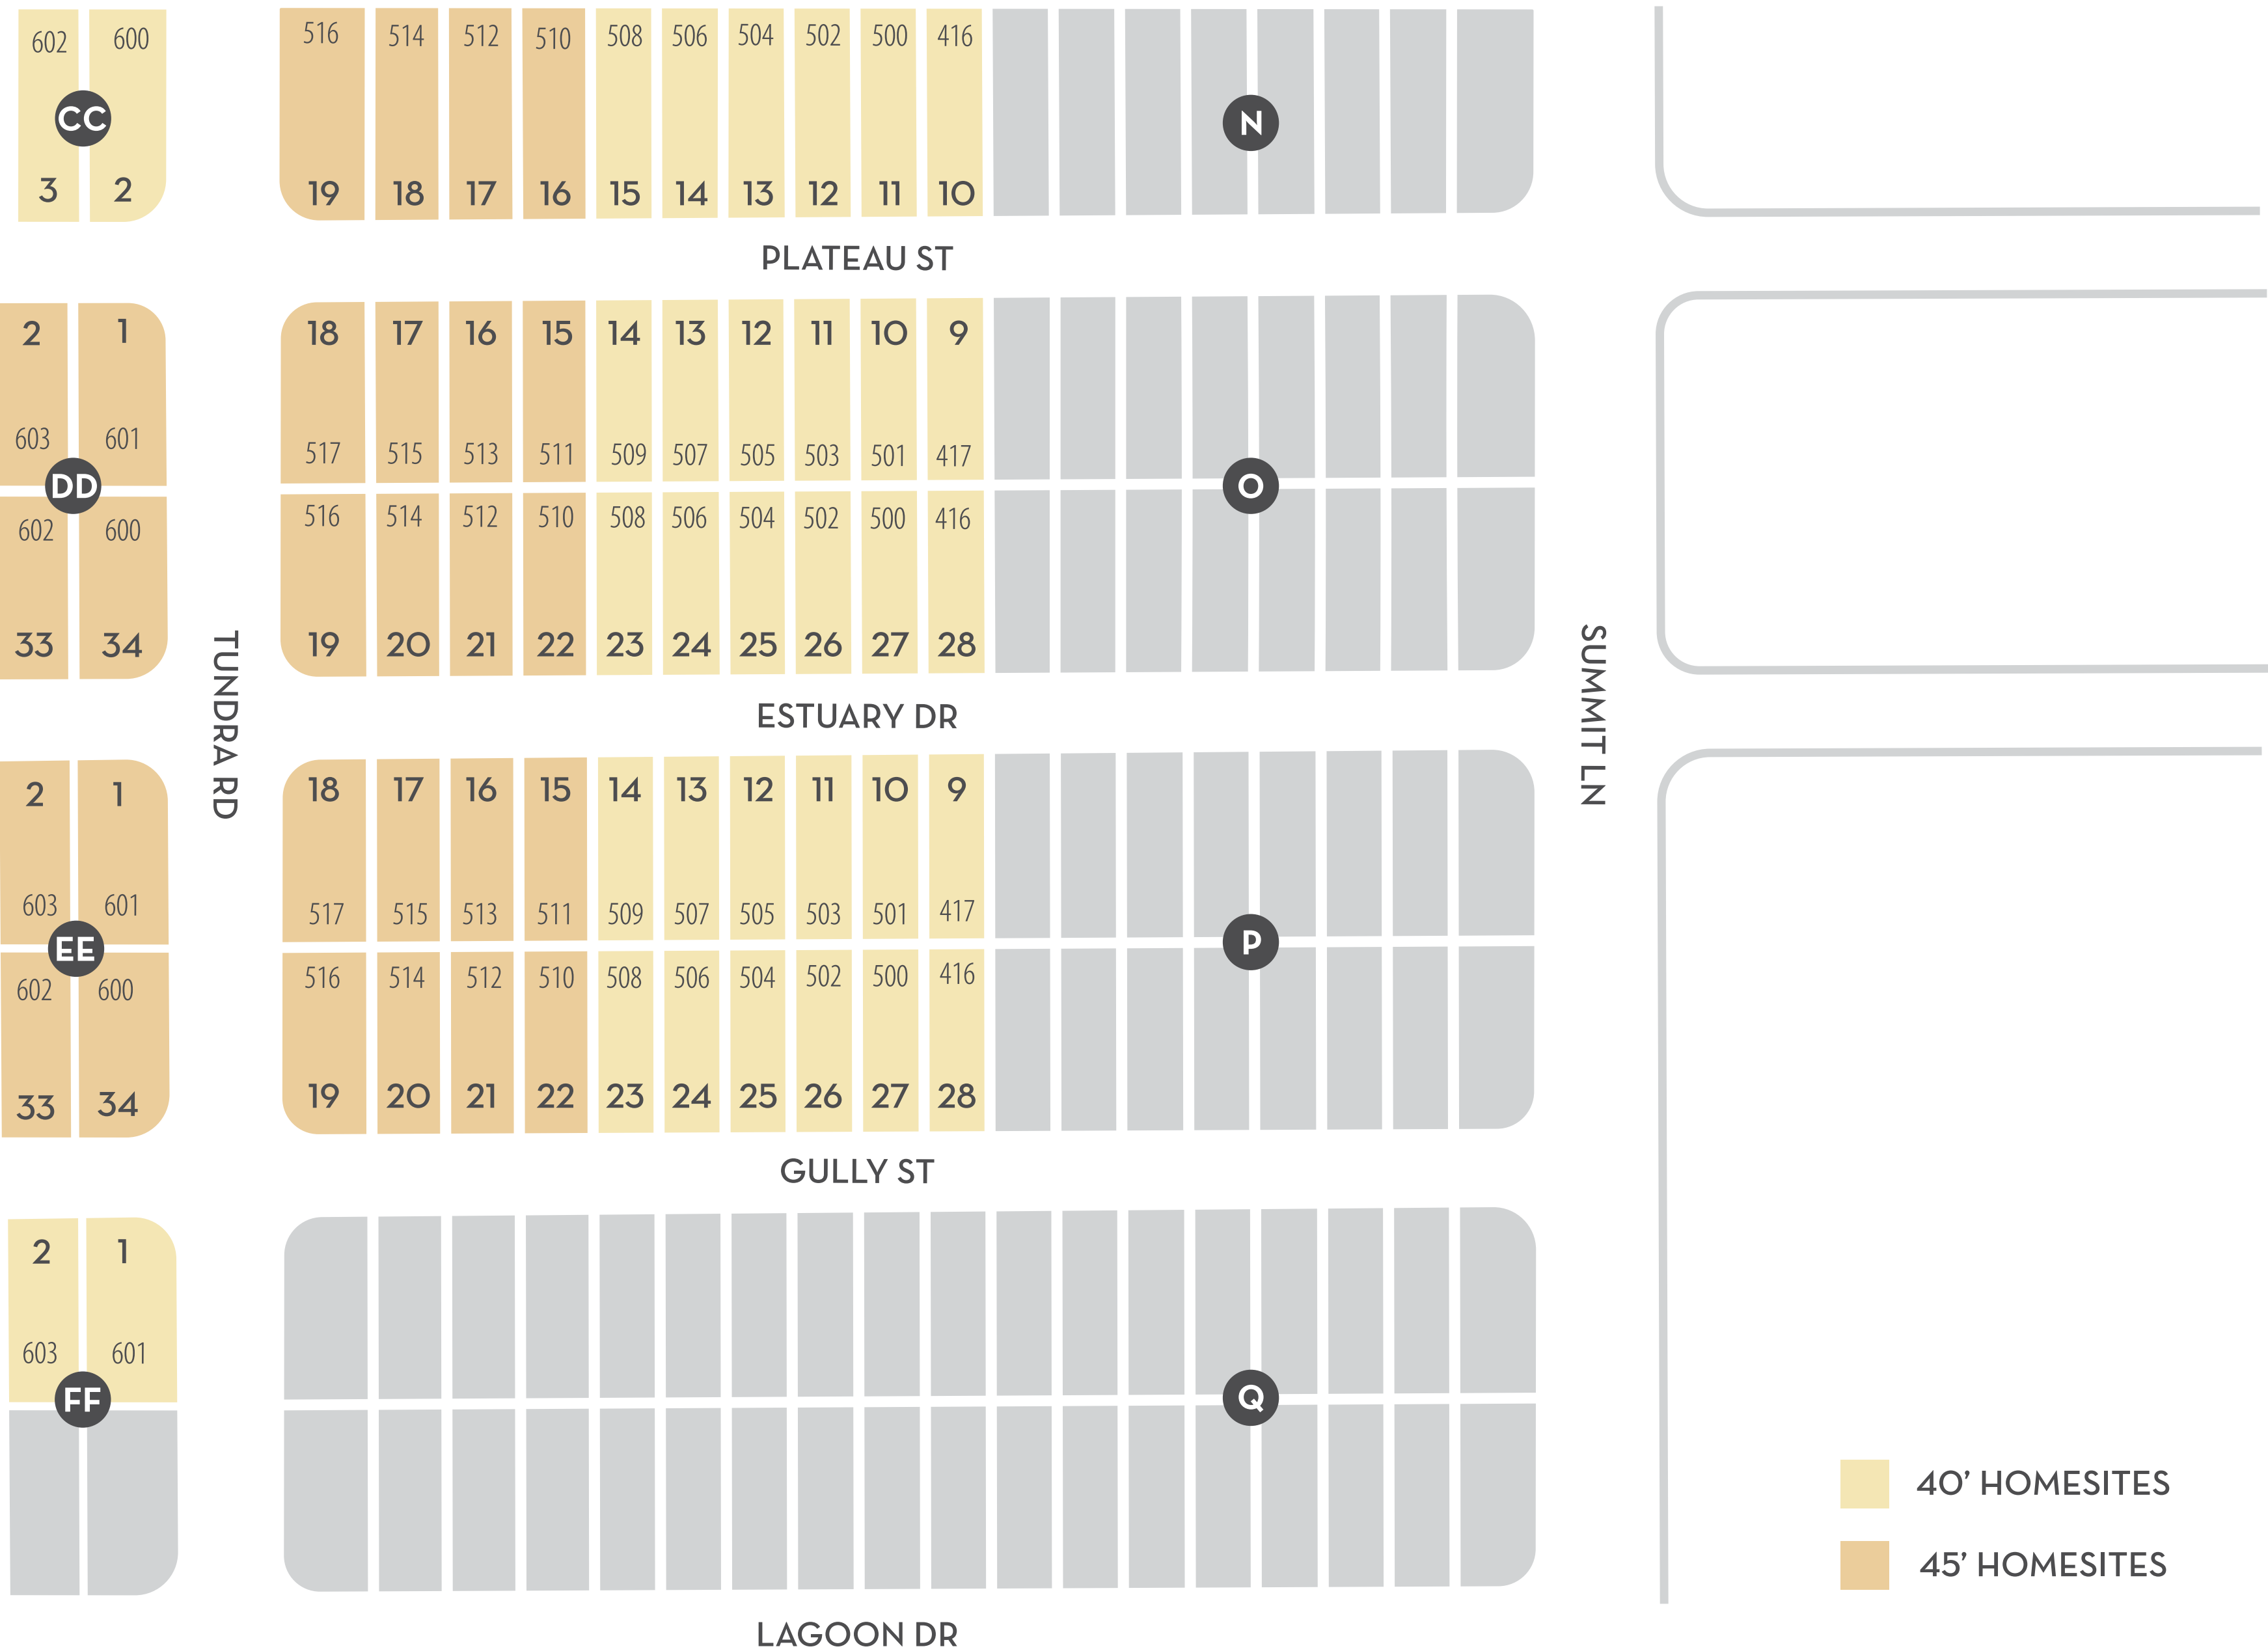 602 600 516 514 512 510 508 506 504 502 500 416
CC N
3 2 19 18 17 16 15 14 13 12 11 10
PLATEAU ST
2 1 18 17 16 15 14 13 12 11 10 9
603 601 517 515 513 511 509 507 505 503 501 417
DD O
602 600 516 514 512 510 508 506 504 502 500 416
33 34 19 20 21 22 23 24 25 26 27 28
TUNDRA RD
SUMMIT LN
ESTUARY DR
2 1 18 17 16 15 14 13 12 11 10 9
603 601 517 515 513 511 509 507 505 503 501 417
EE P
602 600 516 514 512 510 508 506 504 502 500 416
33 34 19 20 21 22 23 24 25 26 27 28
GULLY ST
2 1
603 601
FF Q
40’ HOMESITES
45’ HOMESITES
LAGOON DR